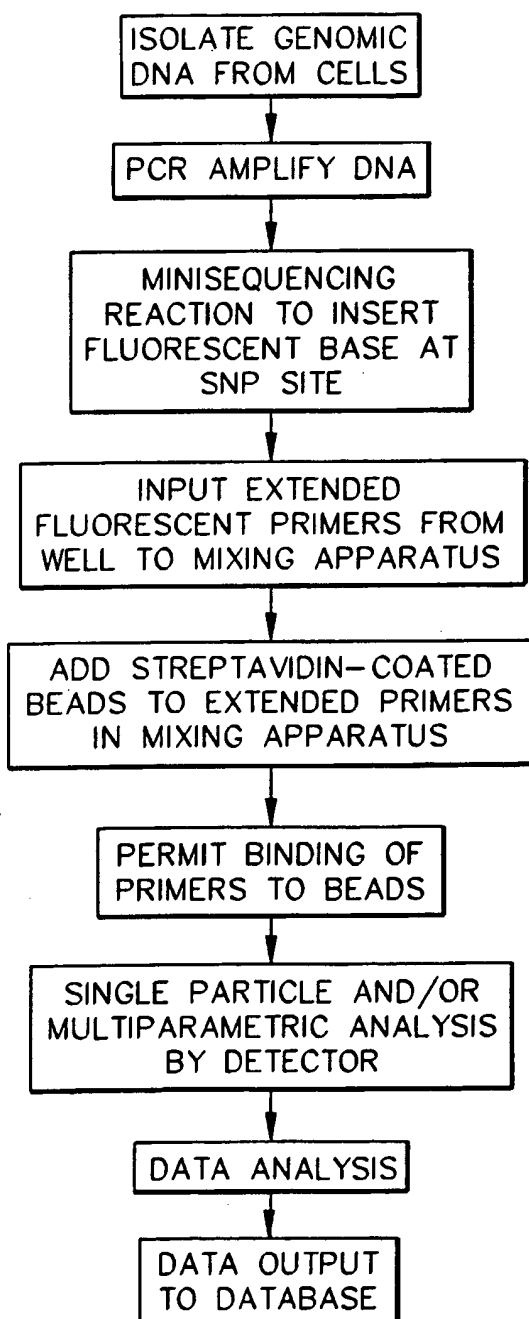 ISOLATE GENOMIC
DNA FROM CELLS
PCR AMPLIFY DNA
MINISEQUENCING
REACTION TO INSERT
FLUORESCENT BASE AT
SNP SITE
INPUT EXTENDED
FLUORESCENT PRIMERS FROM
WELL TO MIXING APPARATUS
ADD STREPTAVIDIN-COATED
BEADS TO EXTENDED PRIMERS
IN MIXING APPARATUS
PERMIT BINDING OF
PRIMERS TO BEADS
SINGLE PARTICLE AND/OR
MULTIPARAMETRIC ANALYSIS
BY DETECTOR
DATA ANALYSIS
DATA OUTPUT
TO DATABASE